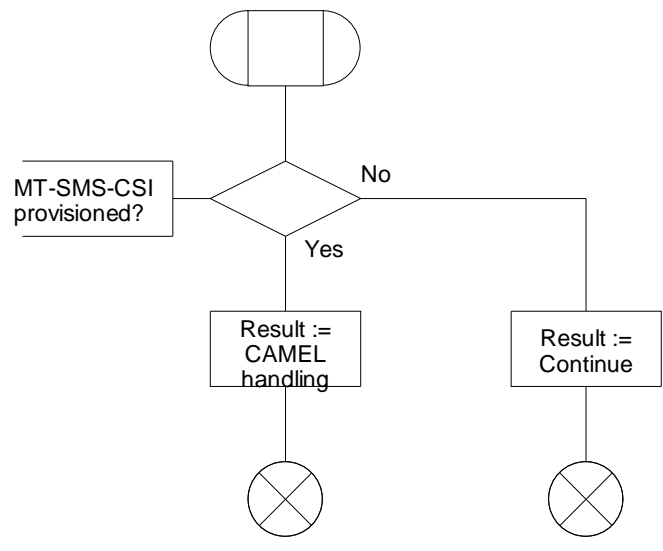 MT-SMS-CSI
provisioned?
No
Yes
Result :=
CAMEL
handling
Result :=
Continue